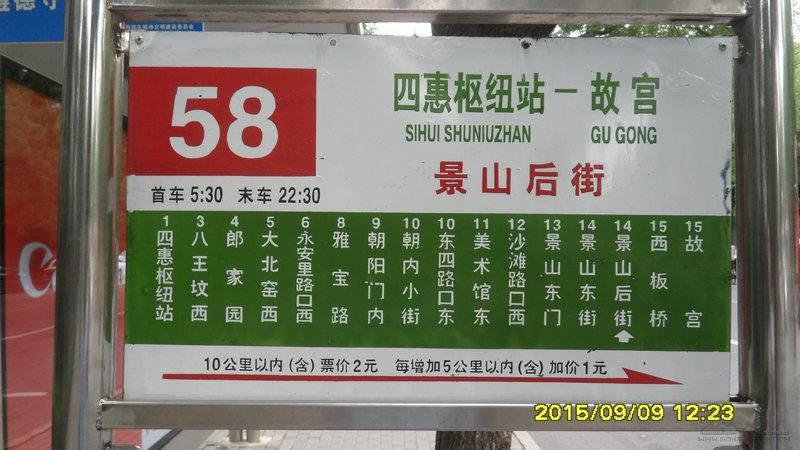 58
四惠枢纽站－故宫
SIHUI SHUNIUZHAN GU GONG
景山后街
首车 5:30 末车 22:30
1 四惠枢纽站
3 八王坟西
4 郎家园
5 大北窑西
6 永安里路口西
8 雅宝路
9 朝阳门内
10 朝内小街
10 东四路口东
11 美术馆东
12 沙滩路口西
13 景山东门
14 景山东街
14 景山后街
15 西板桥
15 故宫
10公里以内(含)票价2元 每增加5公里以内(含)加价1元
2015/09/09 12:23